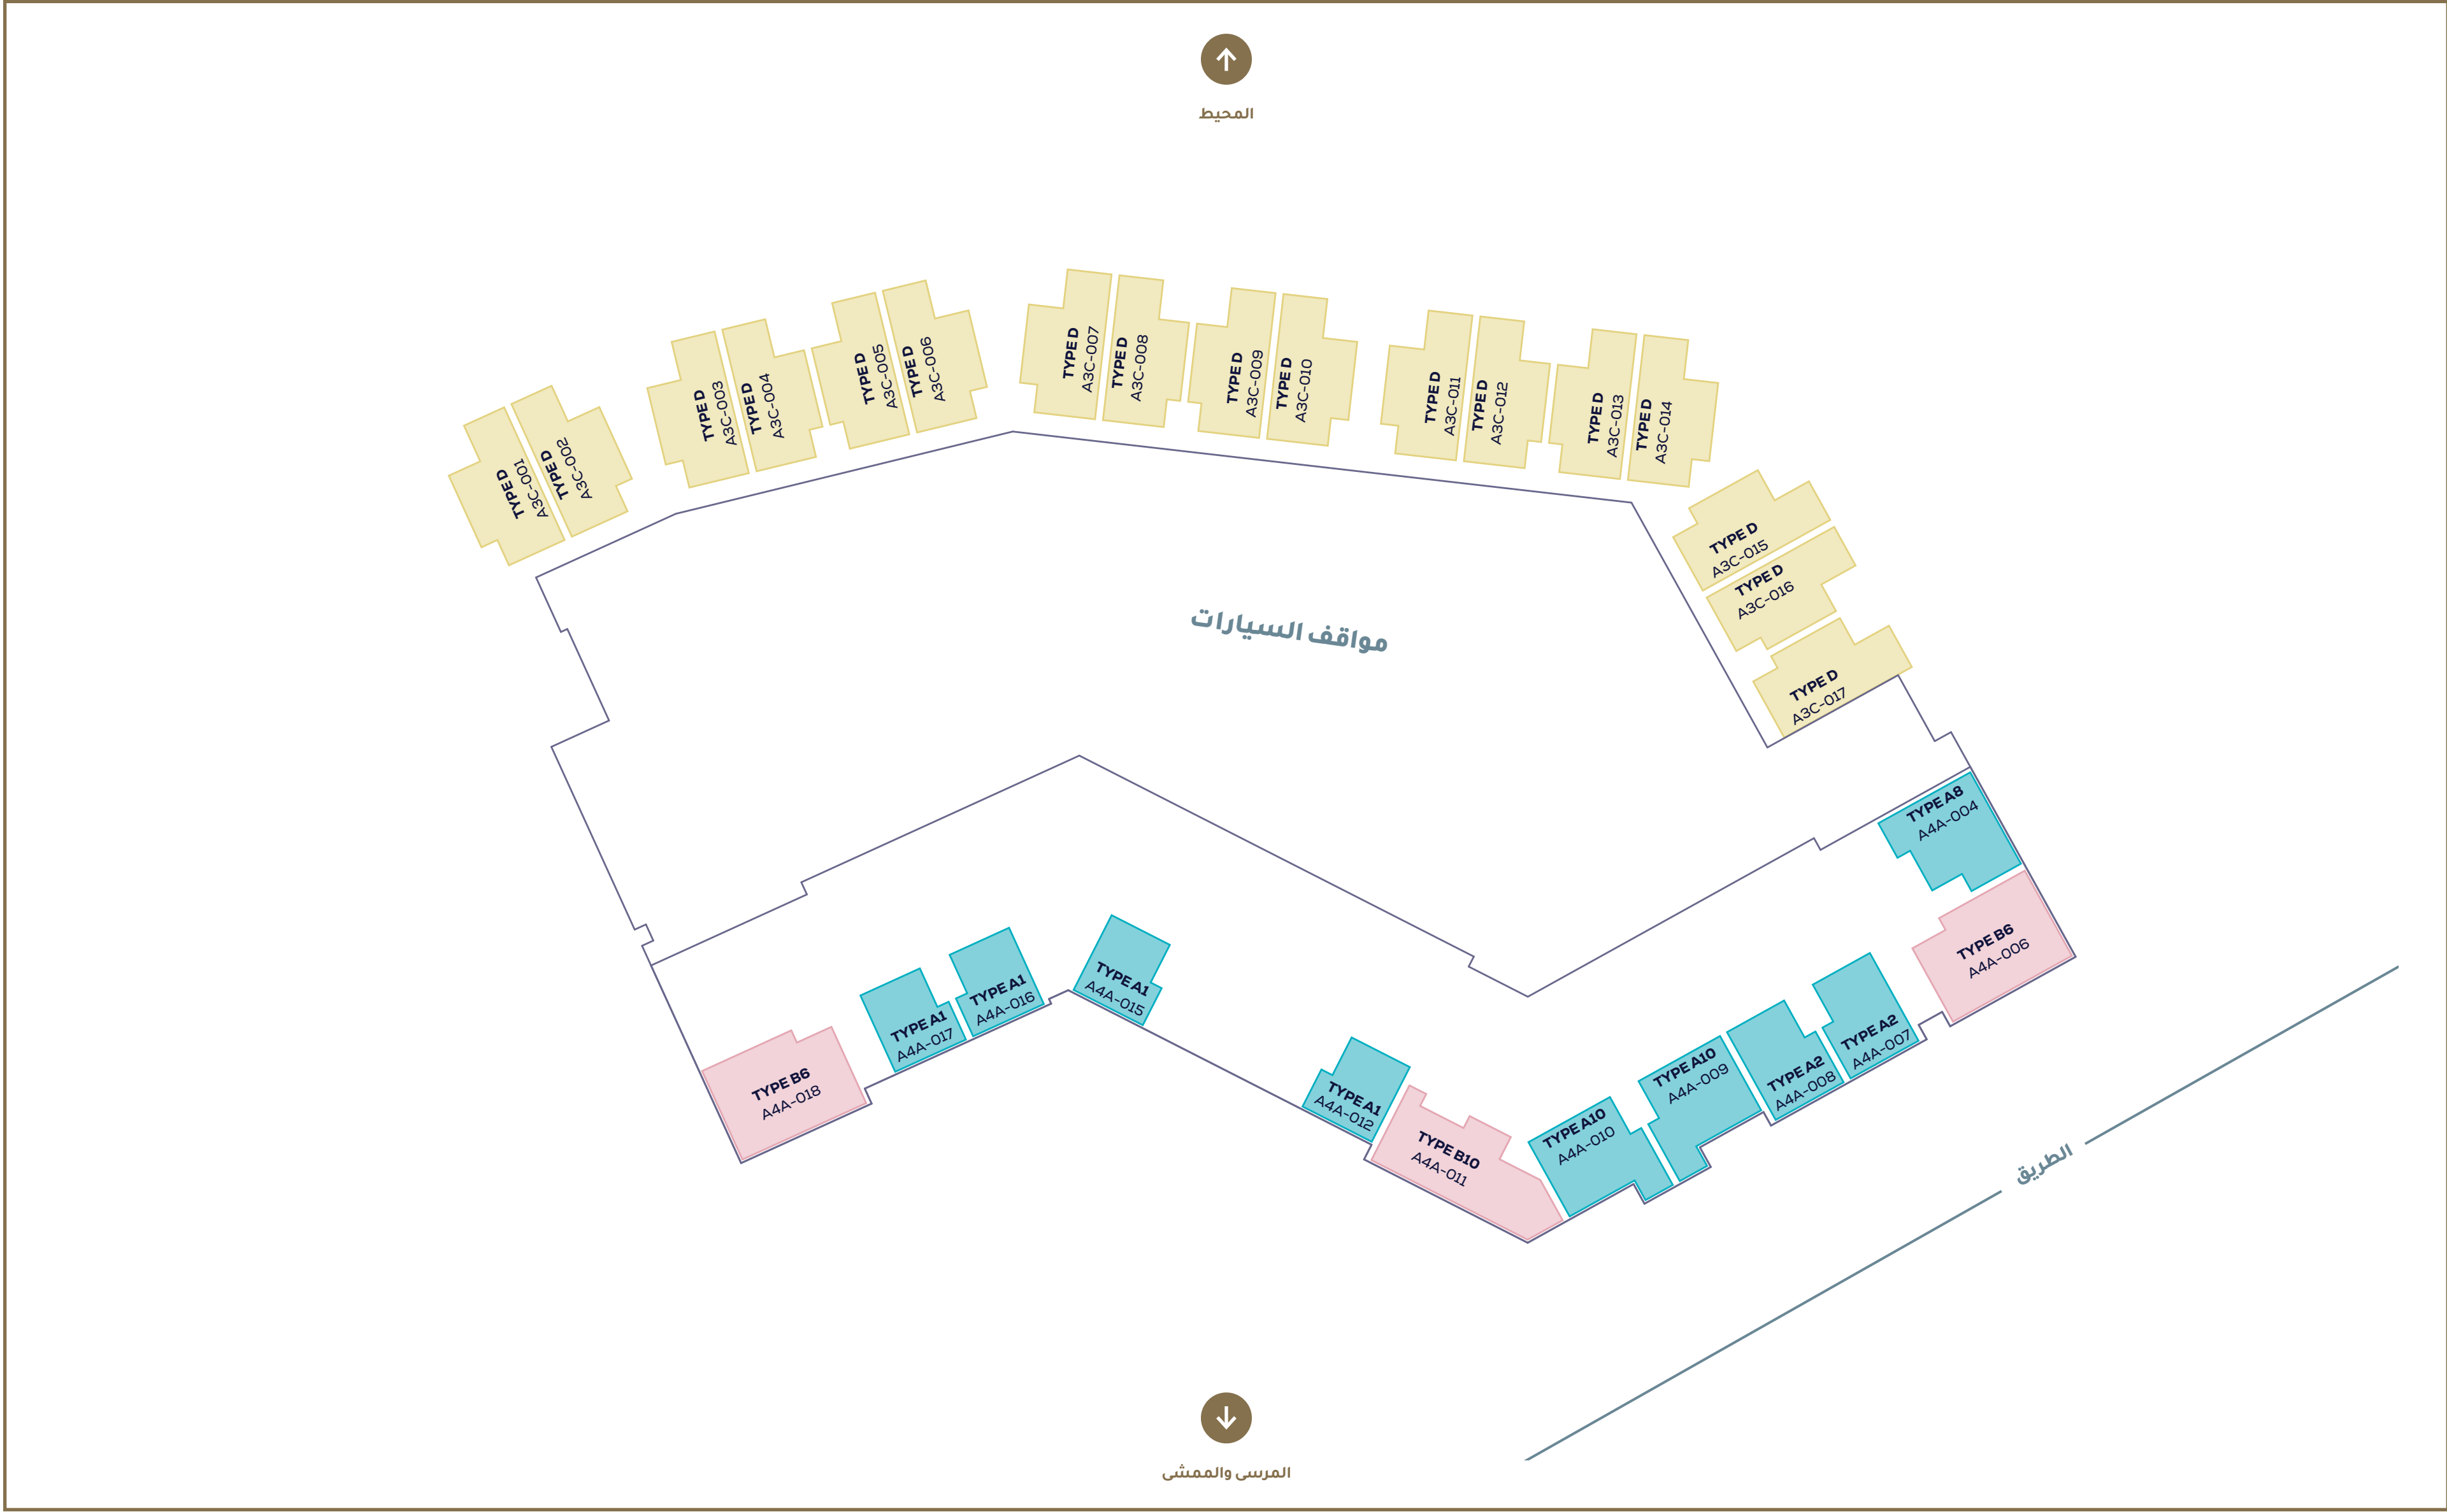 المحيط
TYPE D
A3C-001
TYPE D
A3C-002
TYPE D
A3C-003
TYPE D
A3C-004
TYPE D
A3C-005
TYPE D
A3C-006
TYPE D
A3C-007
TYPE D
A3C-008
TYPE D
A3C-009
TYPE D
A3C-010
TYPE D
A3C-011
TYPE D
A3C-012
TYPE D
A3C-013
TYPE D
A3C-014
TYPE D
A3C-015
TYPE D
A3C-016
TYPE D
A3C-017
مواقف السيارات
TYPE A8
A4A-004
TYPE B6
A4A-006
TYPE A2
A4A-007
TYPE A2
A4A-008
TYPE A10
A4A-009
TYPE A10
A4A-010
TYPE B10
A4A-011
TYPE A1
A4A-012
TYPE A1
A4A-015
TYPE A1
A4A-016
TYPE A1
A4A-017
TYPE B6
A4A-018
الطريق
المرسى والممشى